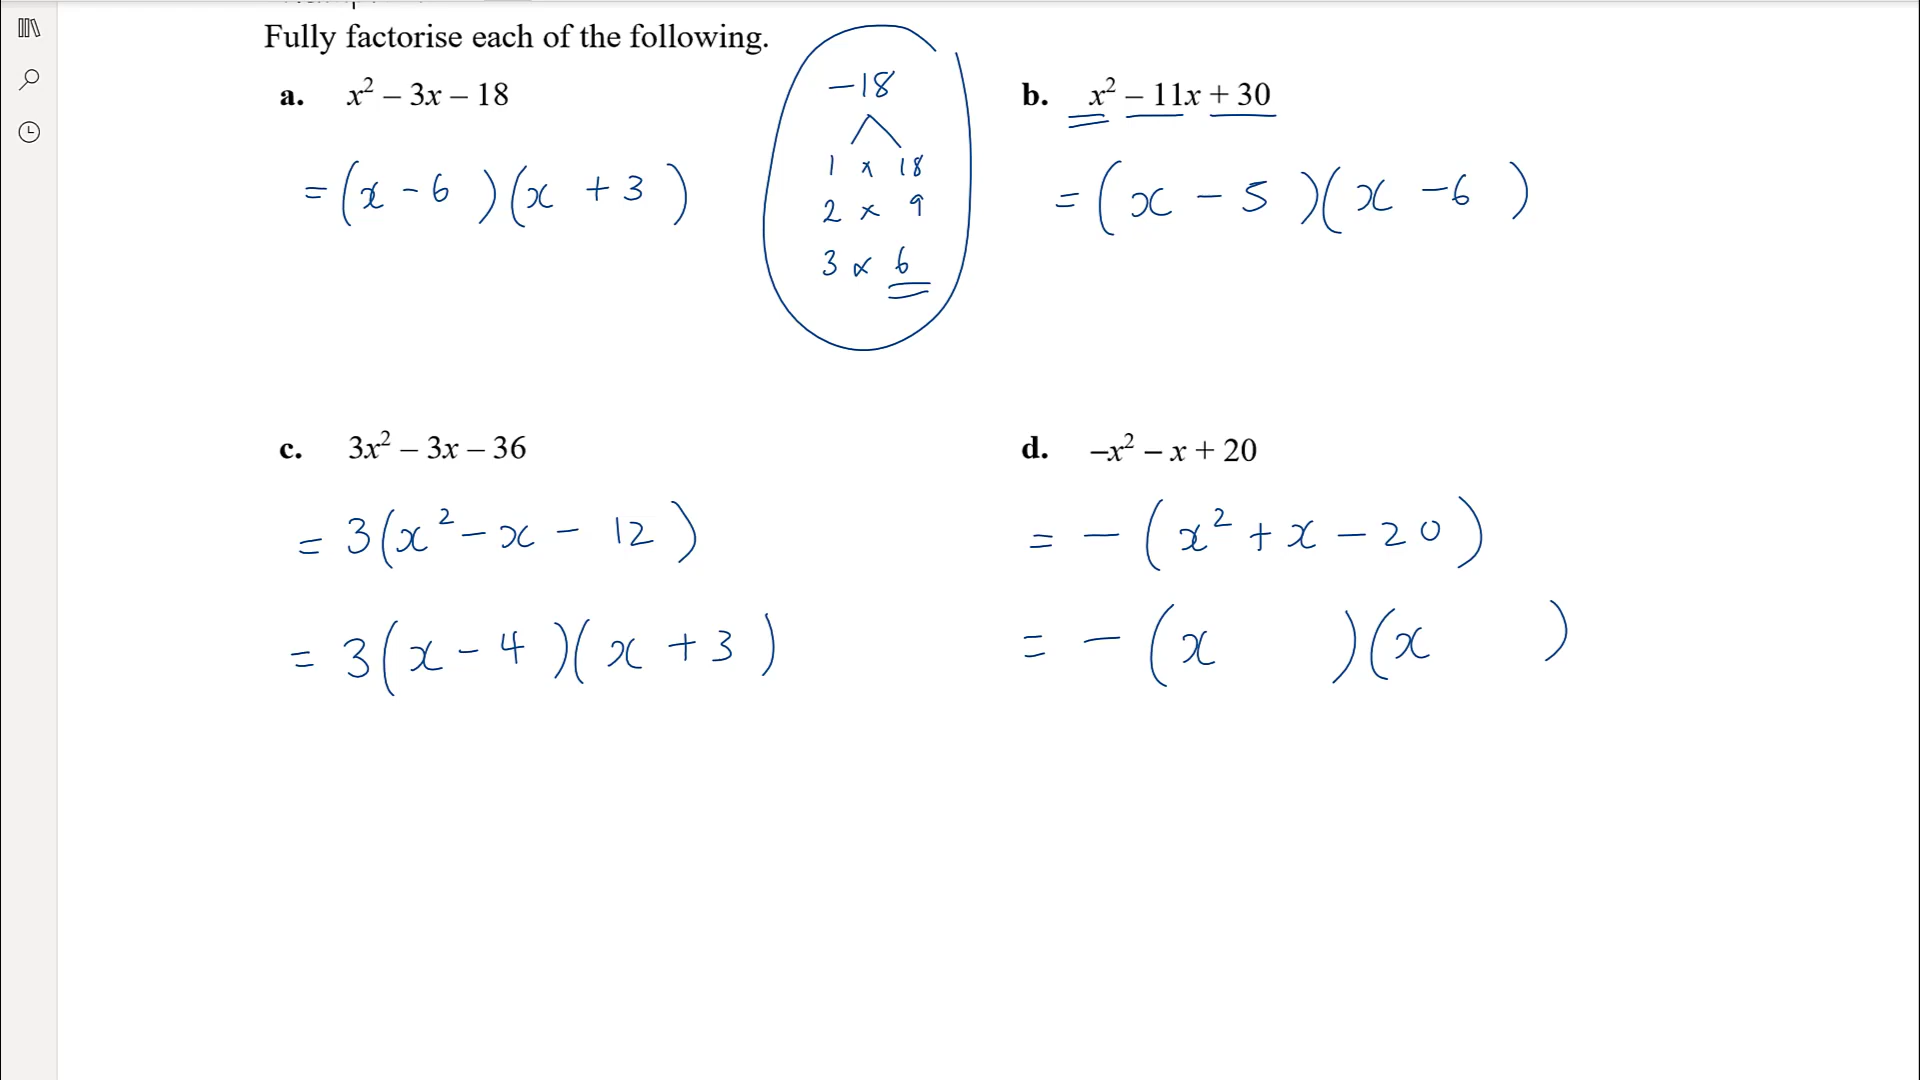 Fully factorise each of the following.
a. x² – 3x – 18
= (x - 6 )(x + 3 )
-18
1 x 18
2 x 9
3 x 6
b. x² – 11x + 30
= (x - 5 )(x - 6 )
c. 3x² – 3x – 36
= 3(x² - x - 12 )
= 3(x - 4 )(x + 3 )
d. –x² – x + 20
= - (x² + x - 20 )
= - (x )(x )